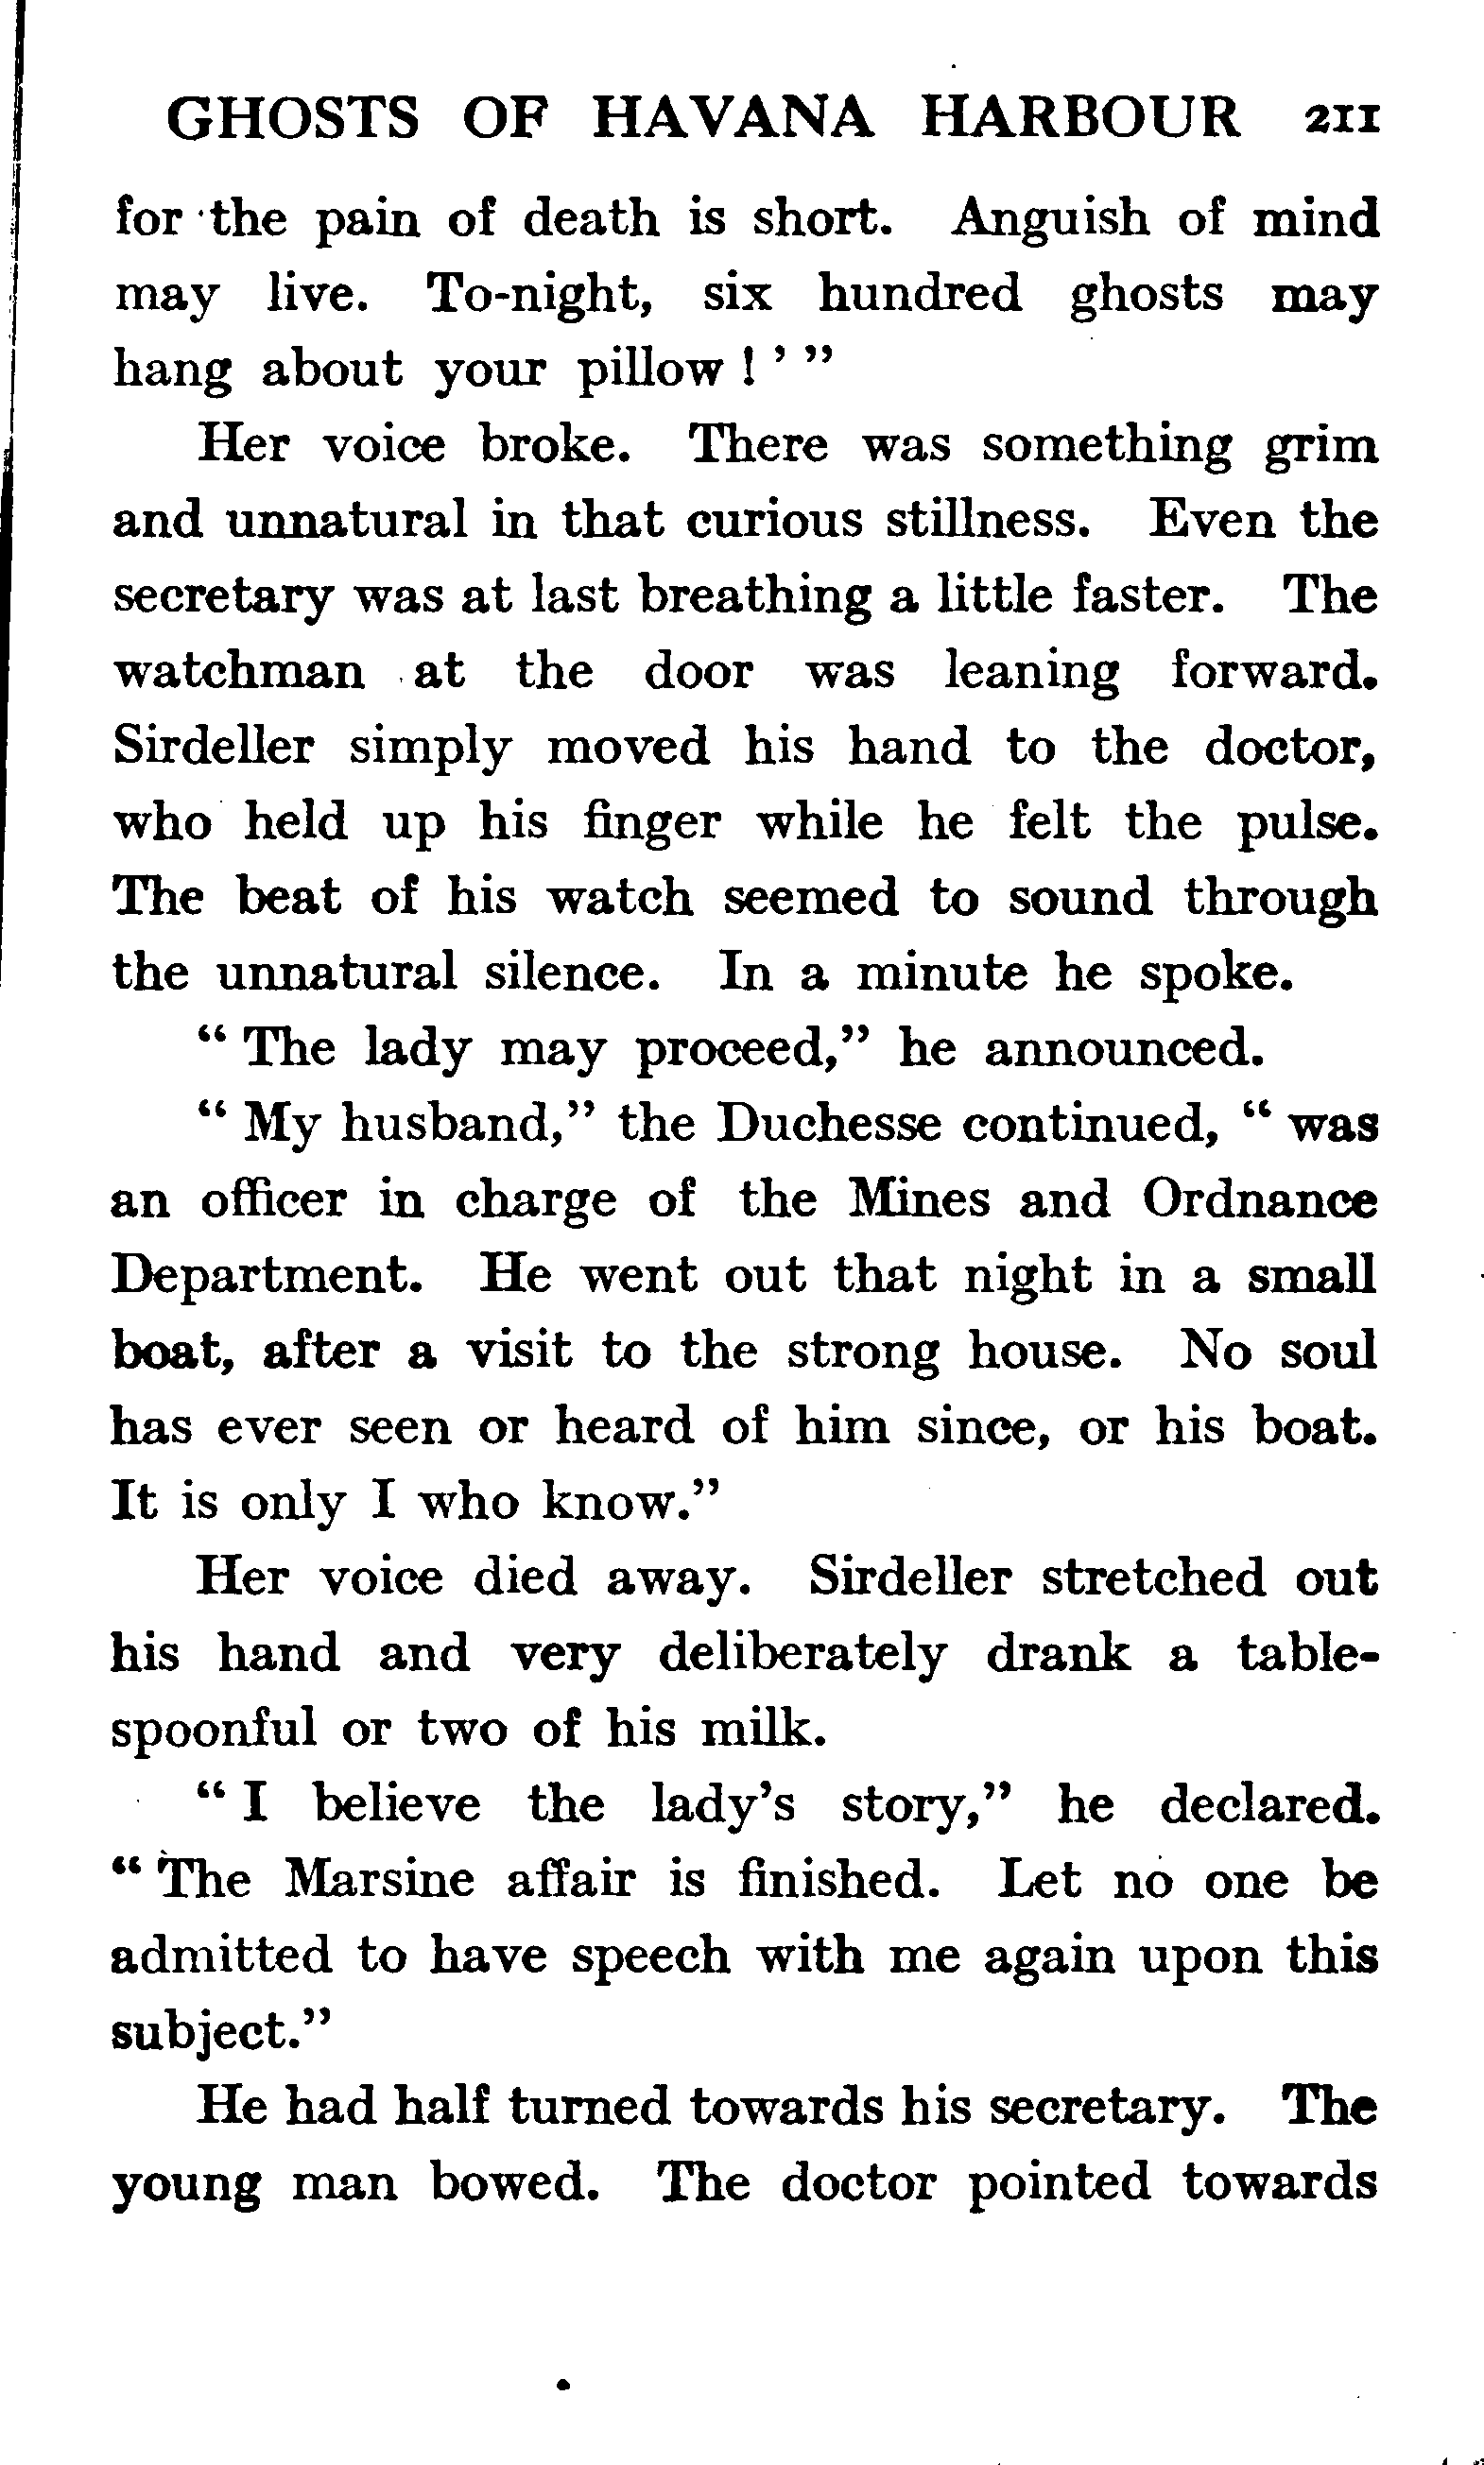 GHOSTS OF HAVANA HARBOUR 211
for the pain of death is short. Anguish of mind
may live. To-night, six hundred ghosts may
hang about your pillow ! ' "
Her voice broke. There was something grim
and unnatural in that curious stillness. Even the
secretary was at last breathing a little faster. The
watchman at the door was leaning forward.
Sirdeller simply moved his hand to the doctor,
who held up his finger while he felt the pulse.
The beat of his watch seemed to sound through
the unnatural silence. In a minute he spoke.
" The lady may proceed," he announced.
" My husband," the Duchesse continued, " was
an officer in charge of the Mines and Ordnance
Department. He went out that night in a small
boat, after a visit to the strong house. No soul
has ever seen or heard of him since, or his boat.
It is only I who know."
Her voice died away. Sirdeller stretched out
his hand and very deliberately drank a table-
spoonful or two of his milk.
" I believe the lady's story," he declared.
" The Marsine affair is finished. Let no one be
admitted to have speech with me again upon this
subject."
He had half turned towards his secretary. The
young man bowed. The doctor pointed towards